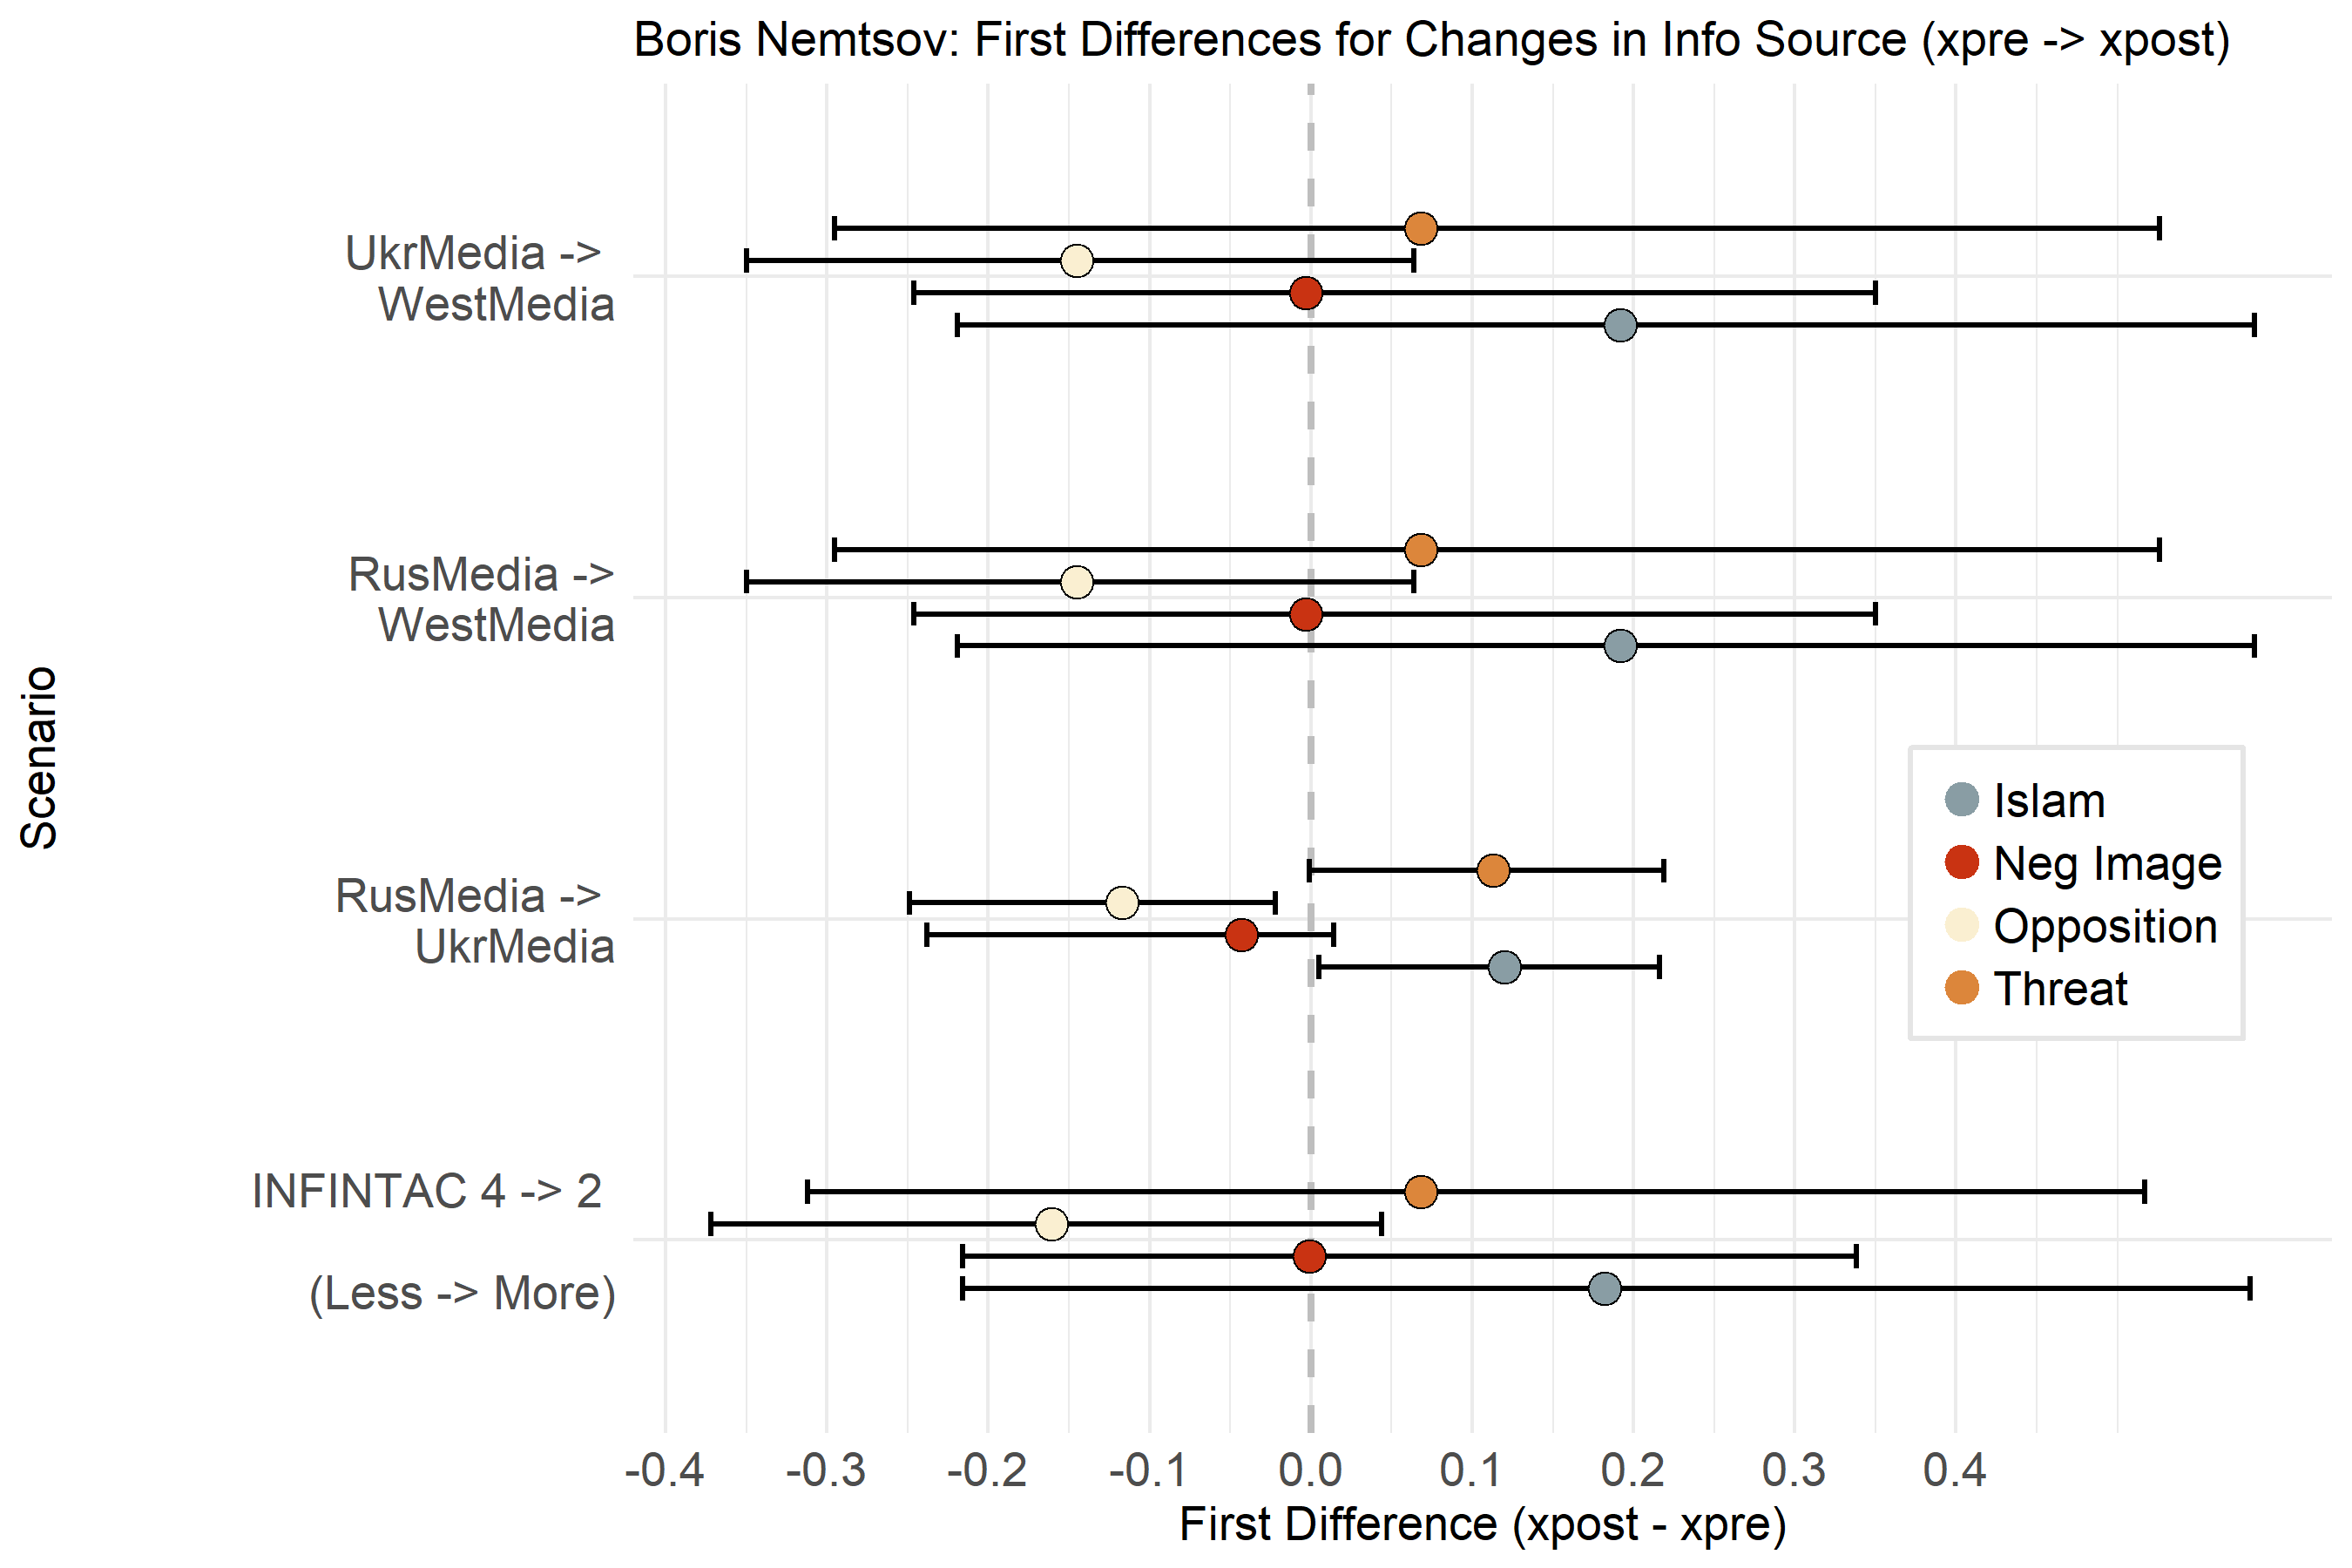 Boris Nemtsov: First Differences for Changes in Info Source (xpre -> xpost)
UkrMedia ->
WestMedia
RusMedia ->
WestMedia
RusMedia ->
UkrMedia
INFINTAC 4 -> 2
(Less -> More)
Scenario
Islam
Neg Image
Opposition
Threat
-0.4 -0.3 -0.2 -0.1 0.0 0.1 0.2 0.3 0.4
First Difference (xpost - xpre)